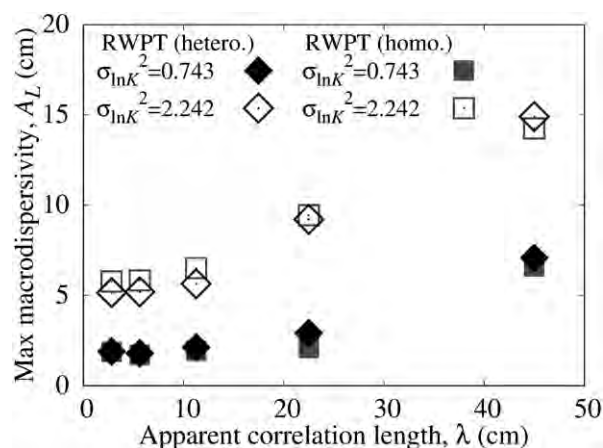 RWPT (hetero.) RWPT (homo.)
σlnK²=0.743 σlnK²=0.743
σlnK²=2.242 σlnK²=2.242
Max macrodispersivity, A_L (cm)
20
15
10
5
0
0 10 20 30 40 50
Apparent correlation length, λ (cm)